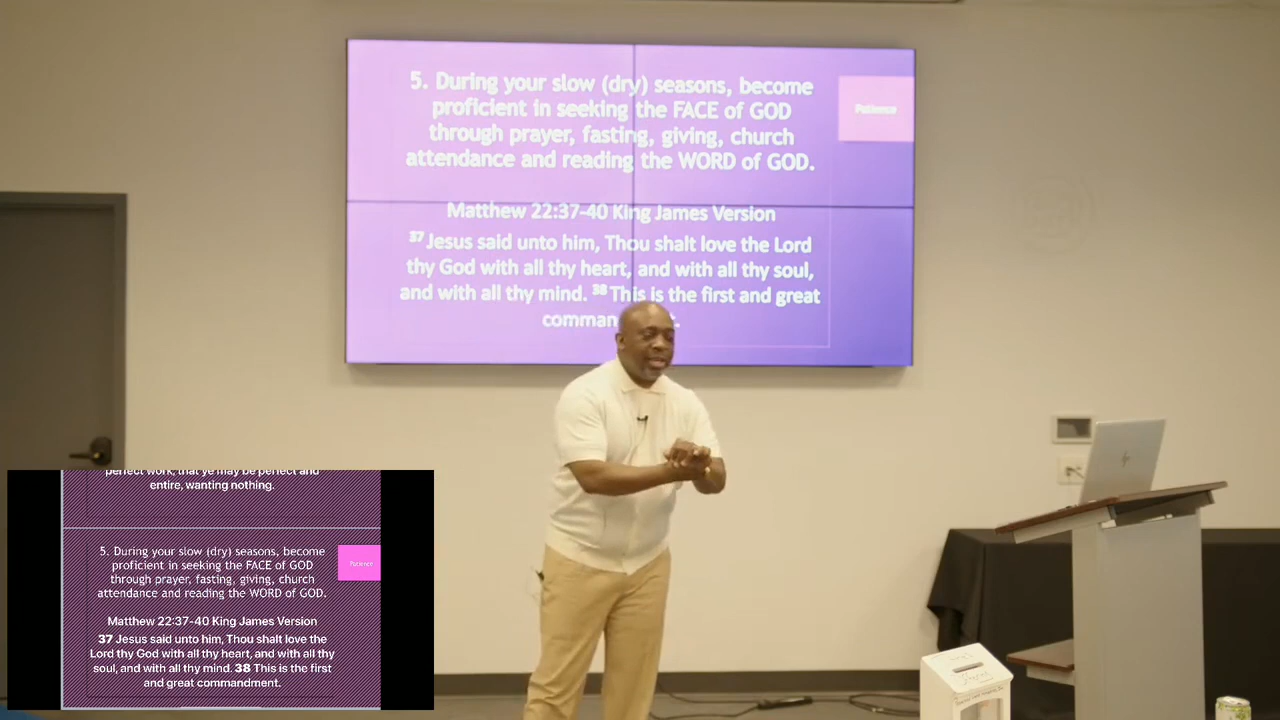 5. During your slow (dry) seasons, become
proficient in seeking the FACE of GOD
through prayer, fasting, giving, church
attendance and reading the WORD of GOD.
Patience
Matthew 22:37-40 King James Version
37 Jesus said unto him, Thou shalt love the Lord
thy God with all thy heart, and with all thy soul,
and with all thy mind. 38 This is the first and great
perfect work, that ye may be perfect and
entire, wanting nothing.
5. During your slow (dry) seasons, become
proficient in seeking the FACE of GOD
through prayer, fasting, giving, church
attendance and reading the WORD of GOD.
Patience
Matthew 22:37-40 King James Version
37 Jesus said unto him, Thou shalt love the
Lord thy God with all thy heart, and with all thy
soul, and with all thy mind. 38 This is the first
and great commandment.
hp